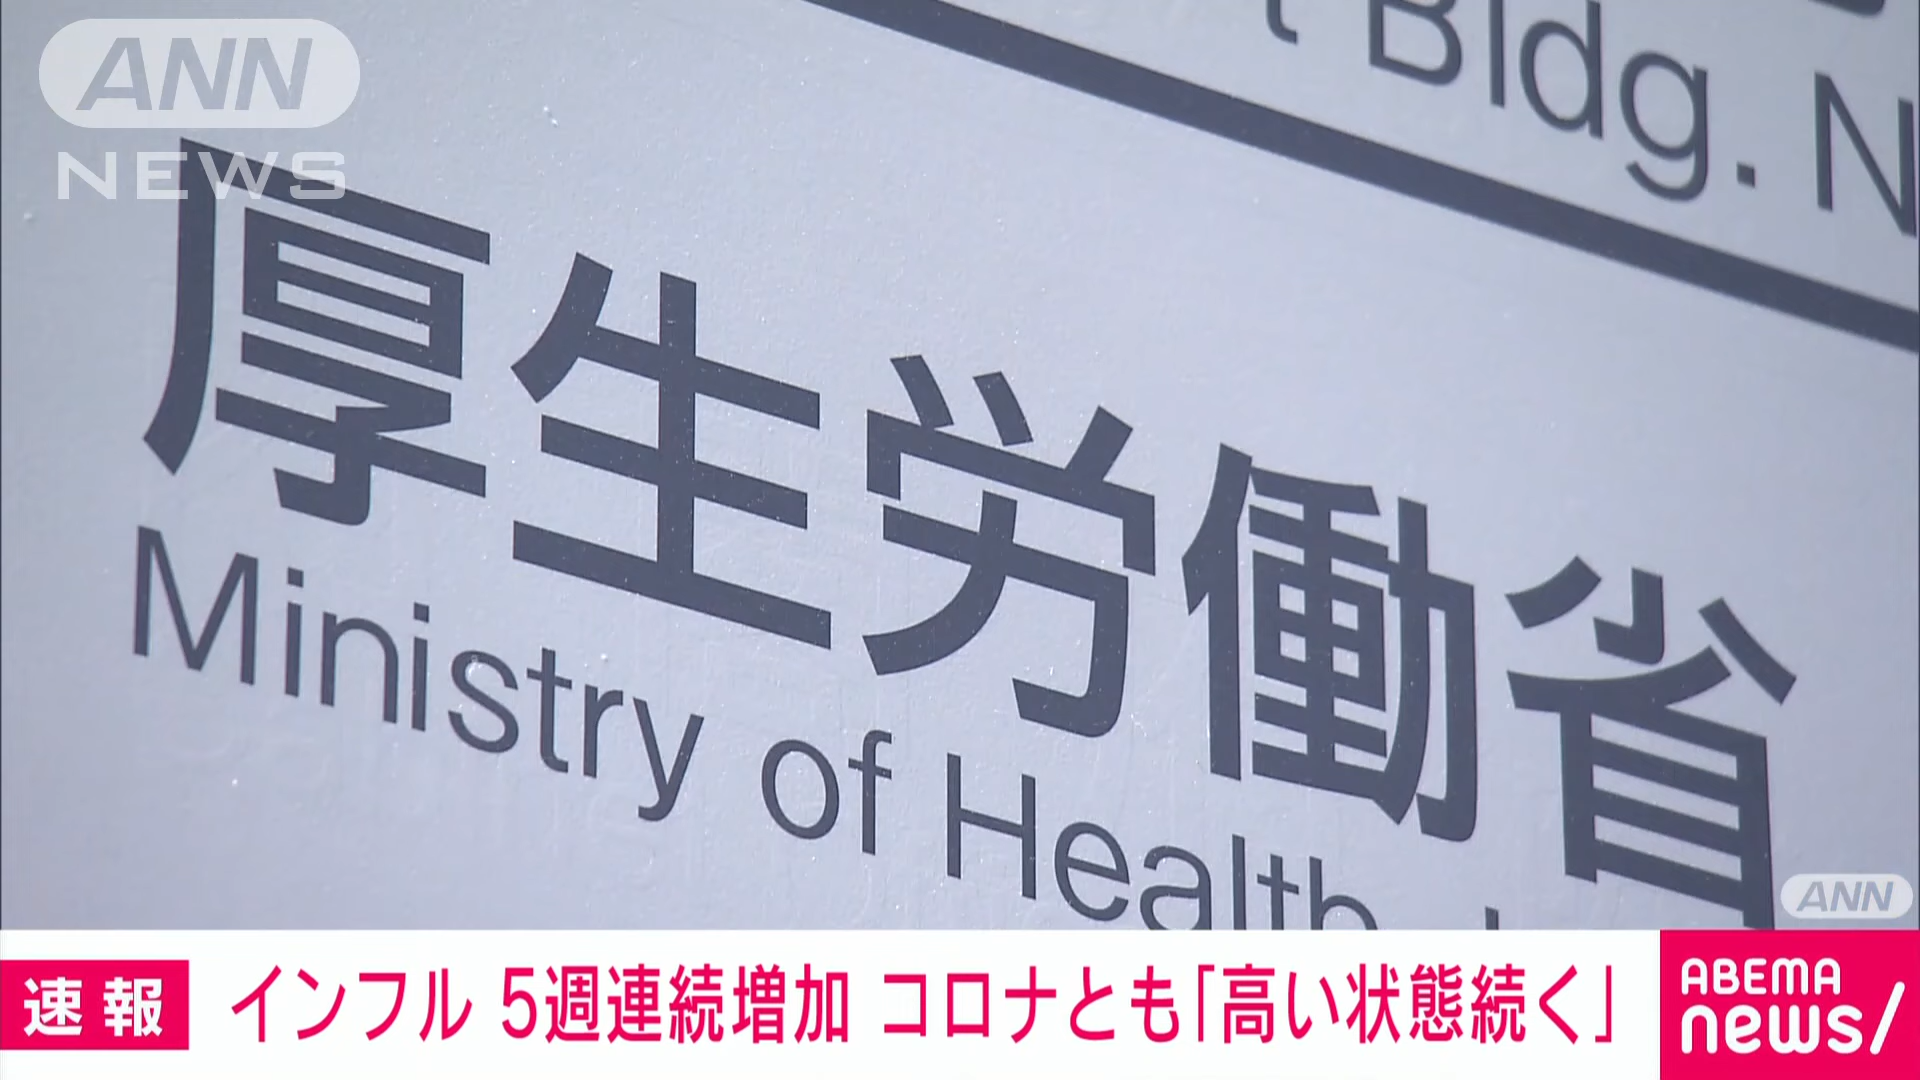 ANN
NEWS
t Bldg. N
厚生労働省
Ministry of Health
ANN
速報
インフル 5週連続増加 コロナとも「高い状態続く」
ABEMA
news/